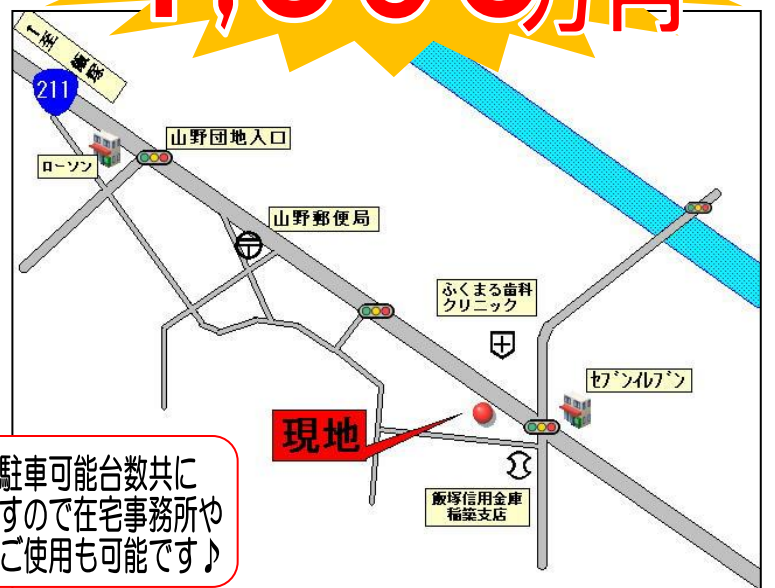 万円
↑至 飯塚
211
ローソン
山野団地入口
山野郵便局
ふくまる歯科
クリニック
ｾﾌﾞﾝｲﾚﾌﾞﾝ
現地
飯塚信用金庫
稲築支店
駐車可能台数共に
すので在宅事務所や
ご使用も可能です♪